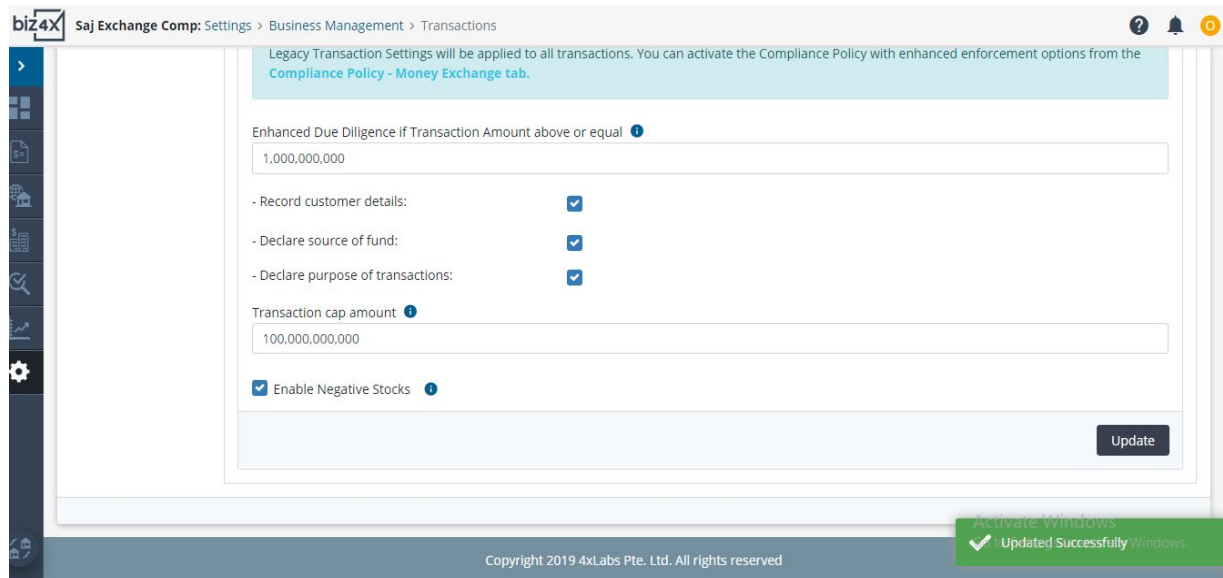 biz4x Saj Exchange Comp: Settings > Business Management > Transactions
Legacy Transaction Settings will be applied to all transactions. You can activate the Compliance Policy with enhanced enforcement options from the
Compliance Policy - Money Exchange tab.
Enhanced Due Diligence if Transaction Amount above or equal
1,000,000,000
- Record customer details:
- Declare source of fund:
- Declare purpose of transactions:
Transaction cap amount
100,000,000,000
Enable Negative Stocks
Update
Activate Windows
Updated Successfully Windows.
Copyright 2019 4xLabs Pte. Ltd. All rights reserved